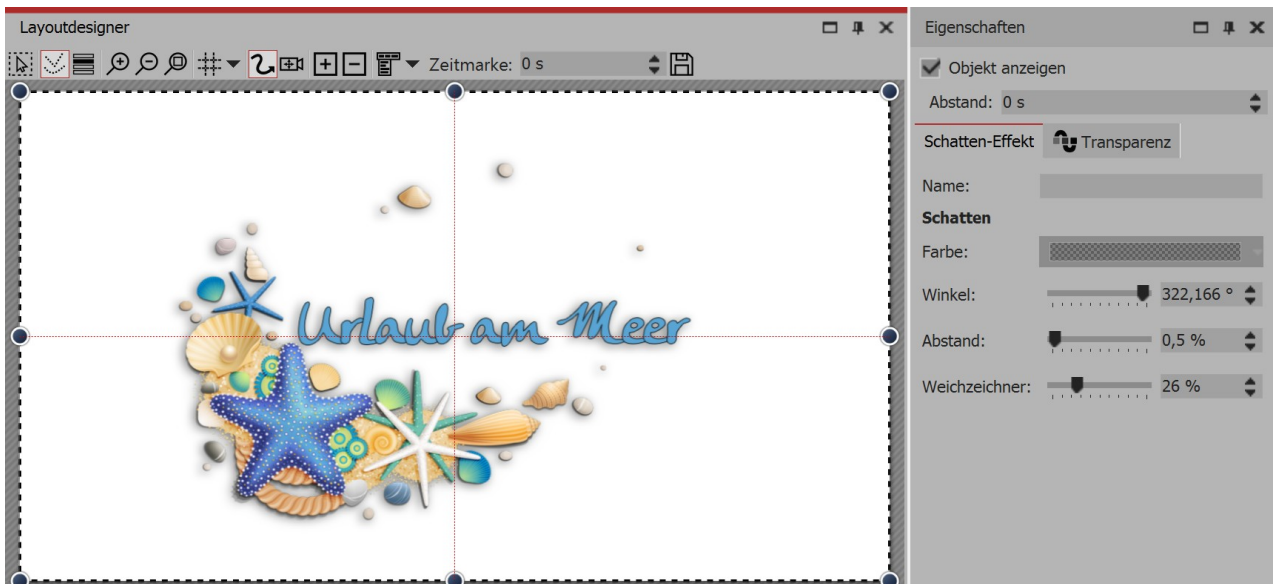 Layoutdesigner
Zeitmarke: 0 s
Urlaub am Meer
Eigenschaften
Objekt anzeigen
Abstand: 0 s
Schatten-Effekt Transparenz
Name:
Schatten
Farbe:
Winkel: 322,166 °
Abstand: 0,5 %
Weichzeichner: 26 %